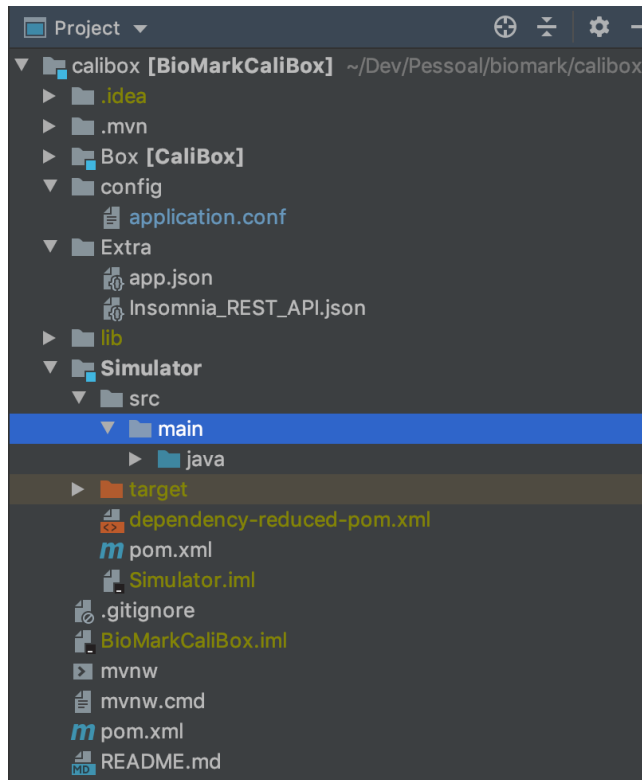 Project
calibox [BioMarkCaliBox] ~/Dev/Pessoal/biomark/calibox
.idea
.mvn
Box [CaliBox]
config
application.conf
Extra
app.json
Insomnia_REST_API.json
lib
Simulator
src
main
java
target
dependency-reduced-pom.xml
m pom.xml
Simulator.iml
.gitignore
BioMarkCaliBox.iml
mvnw
mvnw.cmd
m pom.xml
MD README.md